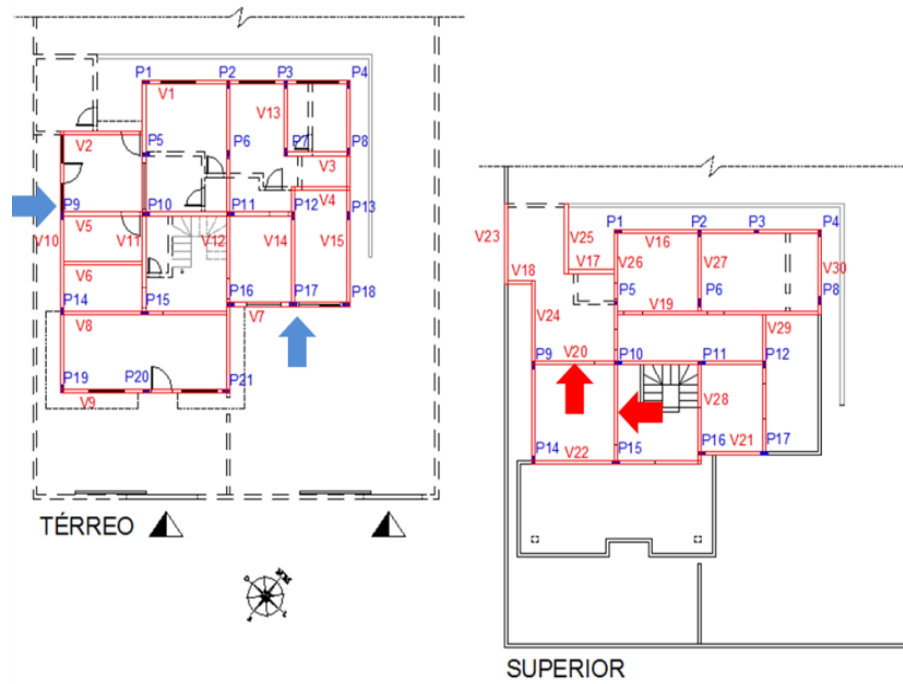 P1 P2 P3 P4
V1 V13
V2 P5 P6 P7 P8
V3
V4
P9 P10 P11 P12 P13
V5
V10 V11 V12 V14 V15
V6
P14 P15 P16 P17 P18
V8 V7
P19 P20 P21
V9
TÉRREO
P1 P2 P3 P4
V23 V25 V16
V17 V26 V27 V30
V18
P5 P6 P8
V24 V19 V29
P9 V20 P10 P11 P12
V28
P14 P15 P16 V21 P17
V22
SUPERIOR